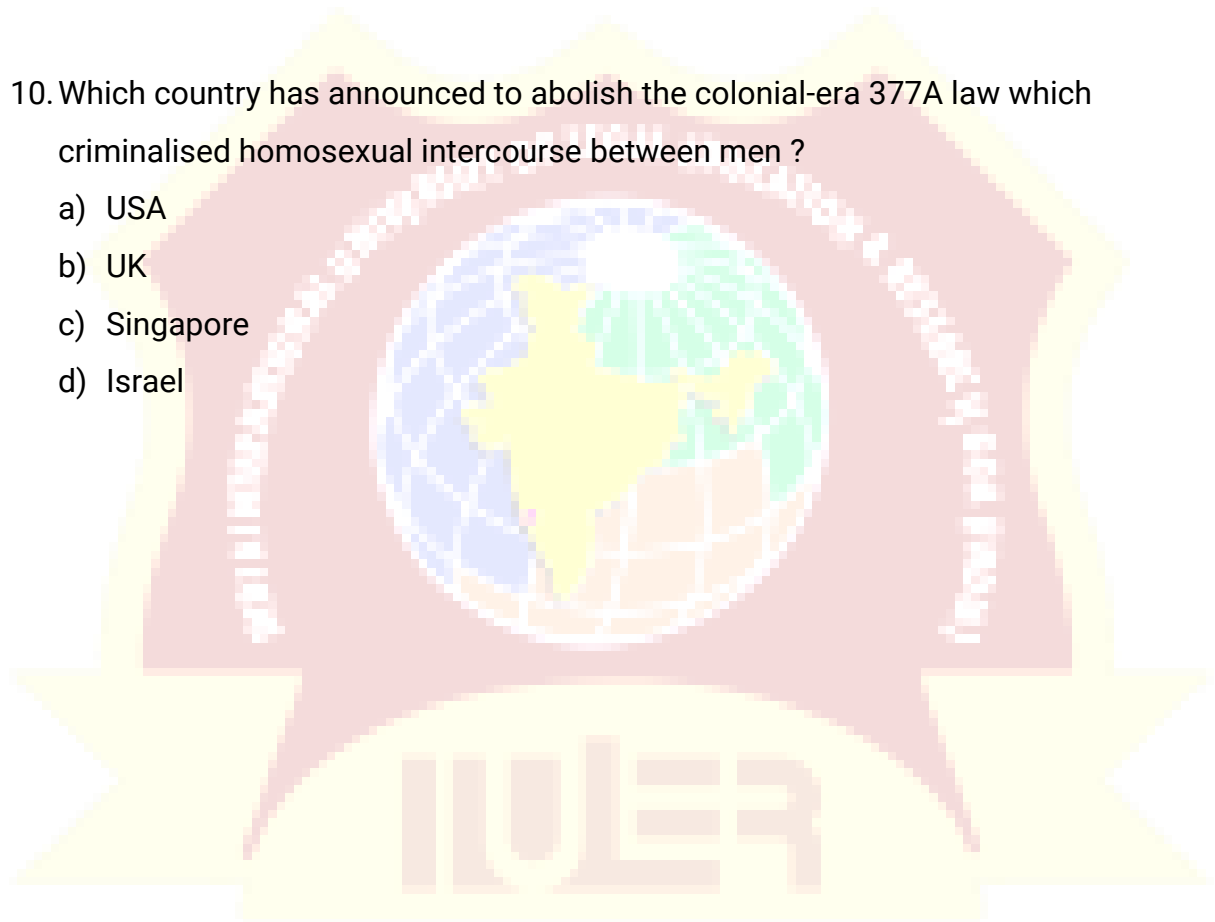 10. Which country has announced to abolish the colonial-era 377A law which
criminalised homosexual intercourse between men ?
a) USA
b) UK
c) Singapore
d) Israel
IULER